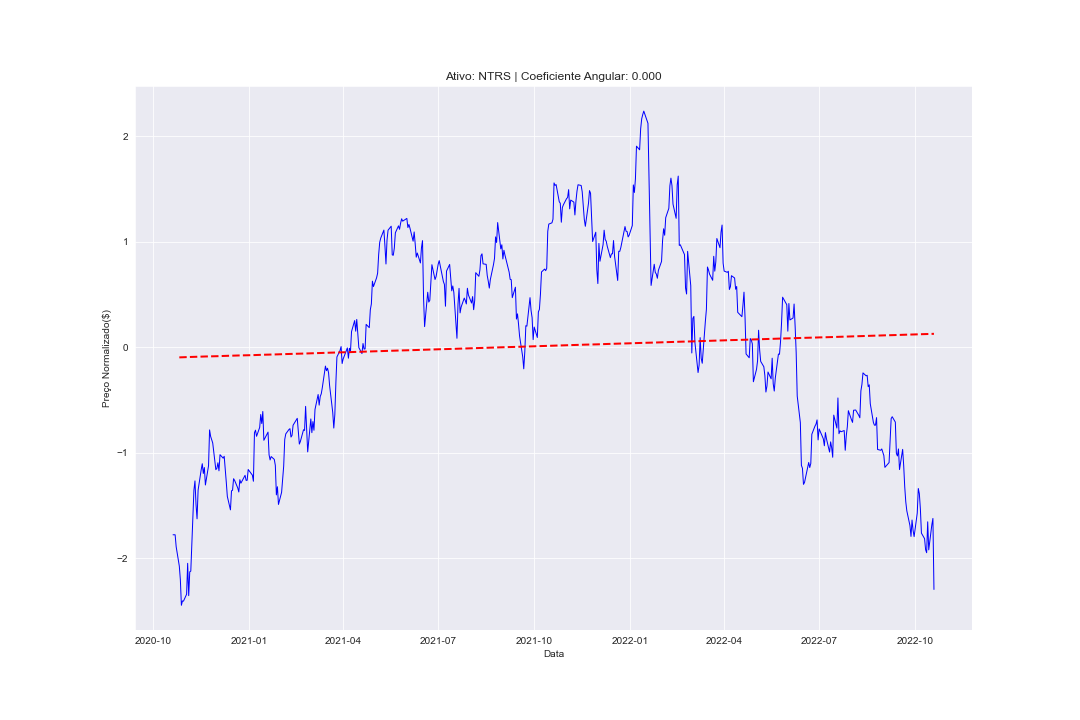 Ativo: NTRS | Coeficiente Angular: 0.000
Preço Normalizado($)
2
1
0
−1
−2
2020-10 2021-01 2021-04 2021-07 2021-10 2022-01 2022-04 2022-07 2022-10
Data